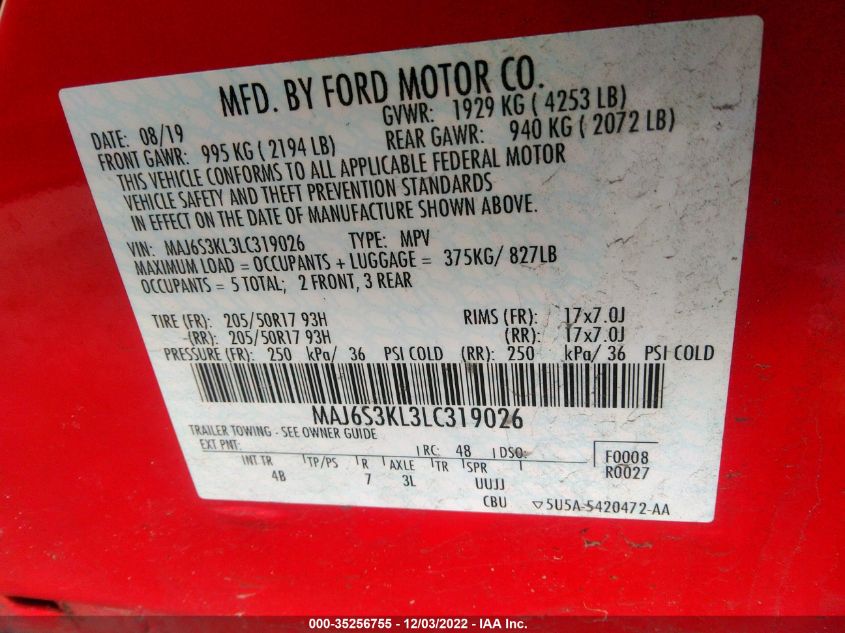 MFD. BY FORD MOTOR CO.
DATE: 08/19 GVWR: 1929 KG ( 4253 LB)
FRONT GAWR: 995 KG ( 2194 LB) REAR GAWR: 940 KG ( 2072 LB)
THIS VEHICLE CONFORMS TO ALL APPLICABLE FEDERAL MOTOR
VEHICLE SAFETY AND THEFT PREVENTION STANDARDS
IN EFFECT ON THE DATE OF MANUFACTURE SHOWN ABOVE.
VIN: MAJ6S3KL3LC319026 TYPE: MPV
MAXIMUM LOAD = OCCUPANTS + LUGGAGE = 375KG/ 827LB
OCCUPANTS = 5 TOTAL; 2 FRONT, 3 REAR
TIRE (FR): 205/50R17 93H RIMS (FR): 17x7.0J
(RR): 205/50R17 93H (RR): 17x7.0J
PRESSURE (FR): 250 kPa/ 36 PSI COLD (RR): 250 kPa/ 36 PSI COLD
MAJ6S3KL3LC319026
TRAILER TOWING - SEE OWNER GUIDE
EXT PNT: RC: 48 DSO: F0008
R0027
INT TR TP/PS R AXLE TR SPR
4B 7 3L UUJJ
CBU ▽5U5A-5420472-AA
000-35256755 - 12/03/2022 - IAA Inc.